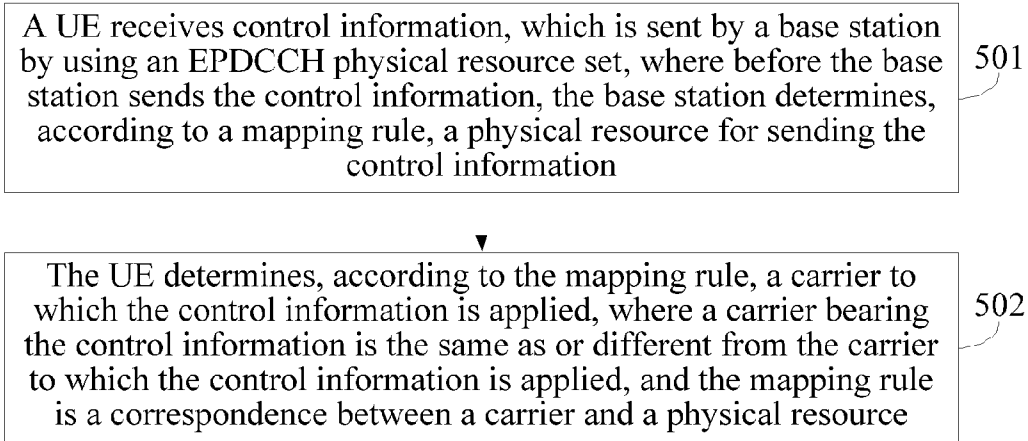 A UE receives control information, which is sent by a base station
by using an EPDCCH physical resource set, where before the base
station sends the control information, the base station determines,
according to a mapping rule, a physical resource for sending the
control information
501
The UE determines, according to the mapping rule, a carrier to
which the control information is applied, where a carrier bearing
the control information is the same as or different from the carrier
to which the control information is applied, and the mapping rule
is a correspondence between a carrier and a physical resource
502